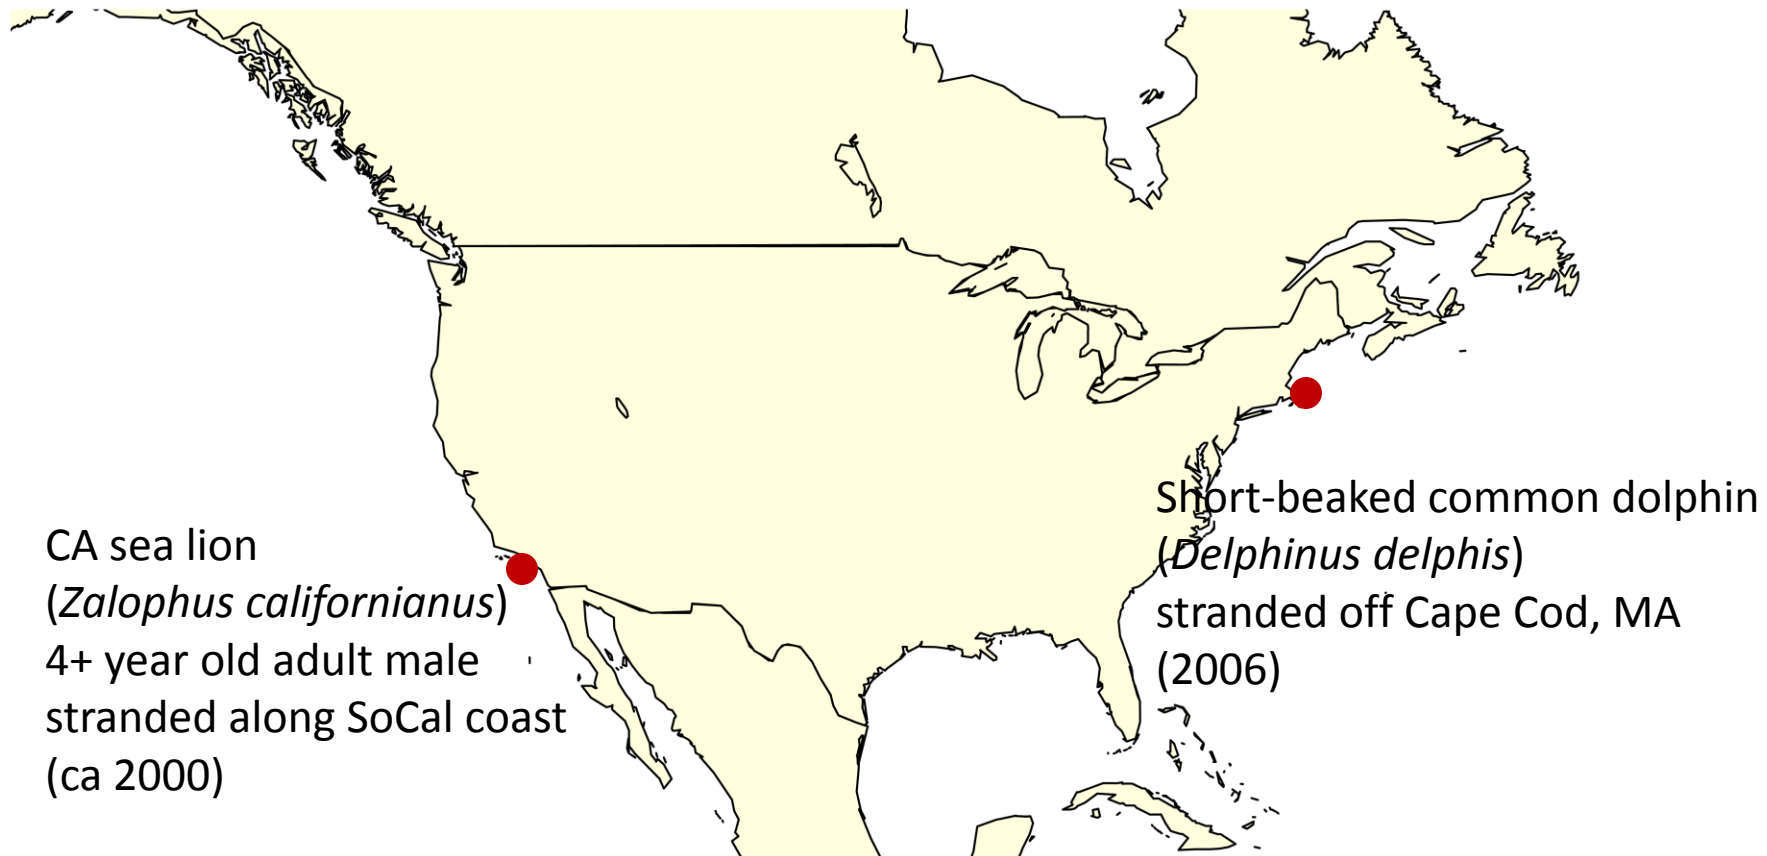 CA sea lion
(Zalophus californianus)
4+ year old adult male
stranded along SoCal coast
(ca 2000)
Short-beaked common dolphin
(Delphinus delphis)
stranded off Cape Cod, MA
(2006)